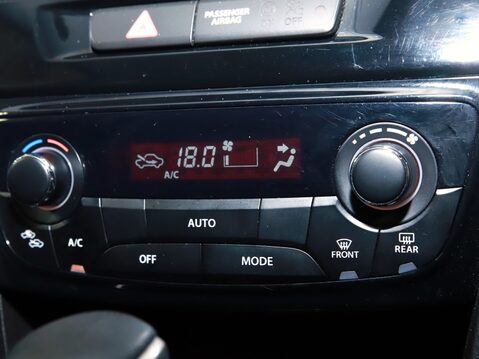 PASSENGER
AIRBAG
OFF
18.0
A/C
AUTO
A/C
OFF
MODE
FRONT
REAR